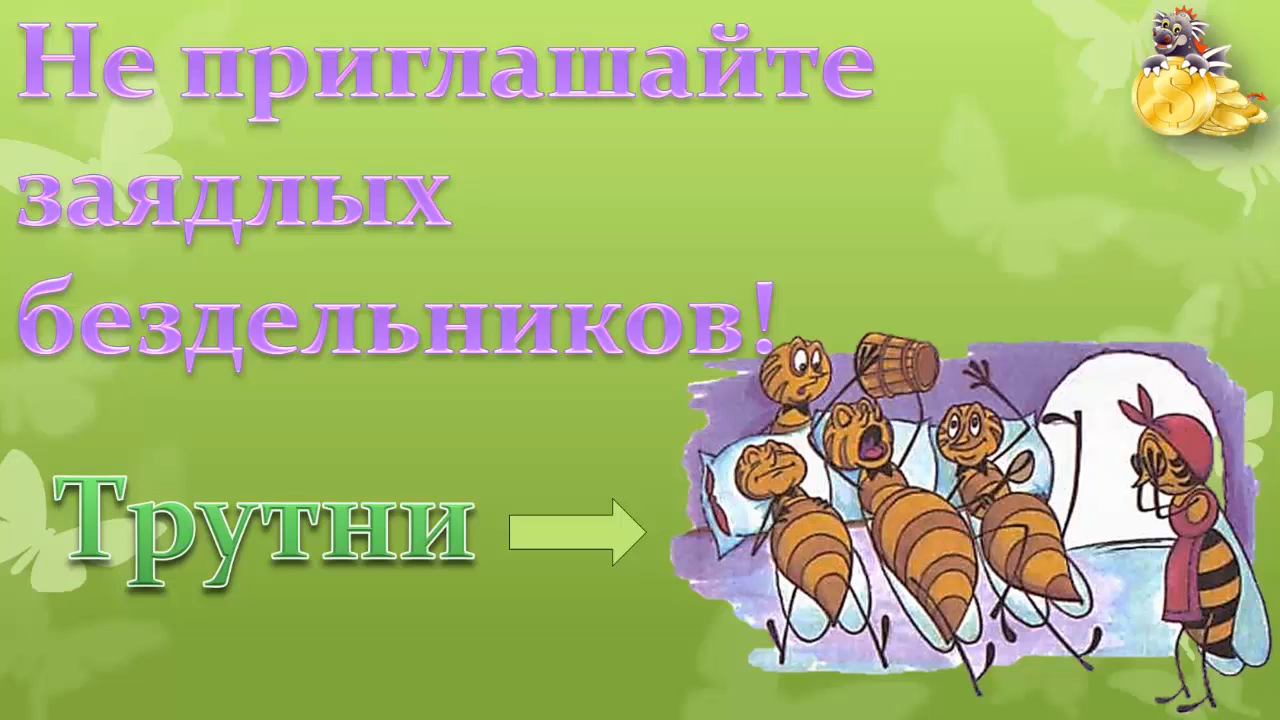 Не приглашайте
заядлых
бездельников!
Трутни
$